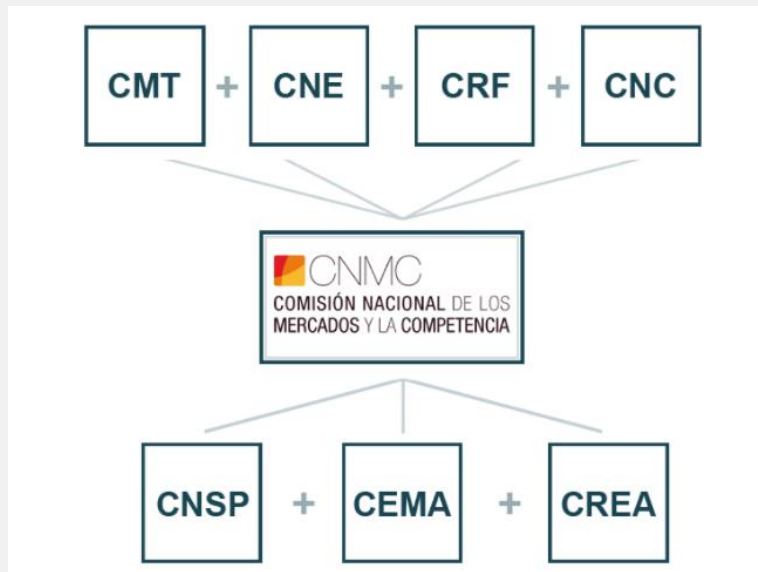 CMT + CNE + CRF + CNC
CNMC
COMISIÓN NACIONAL DE LOS
MERCADOS Y LA COMPETENCIA
CNSP + CEMA + CREA